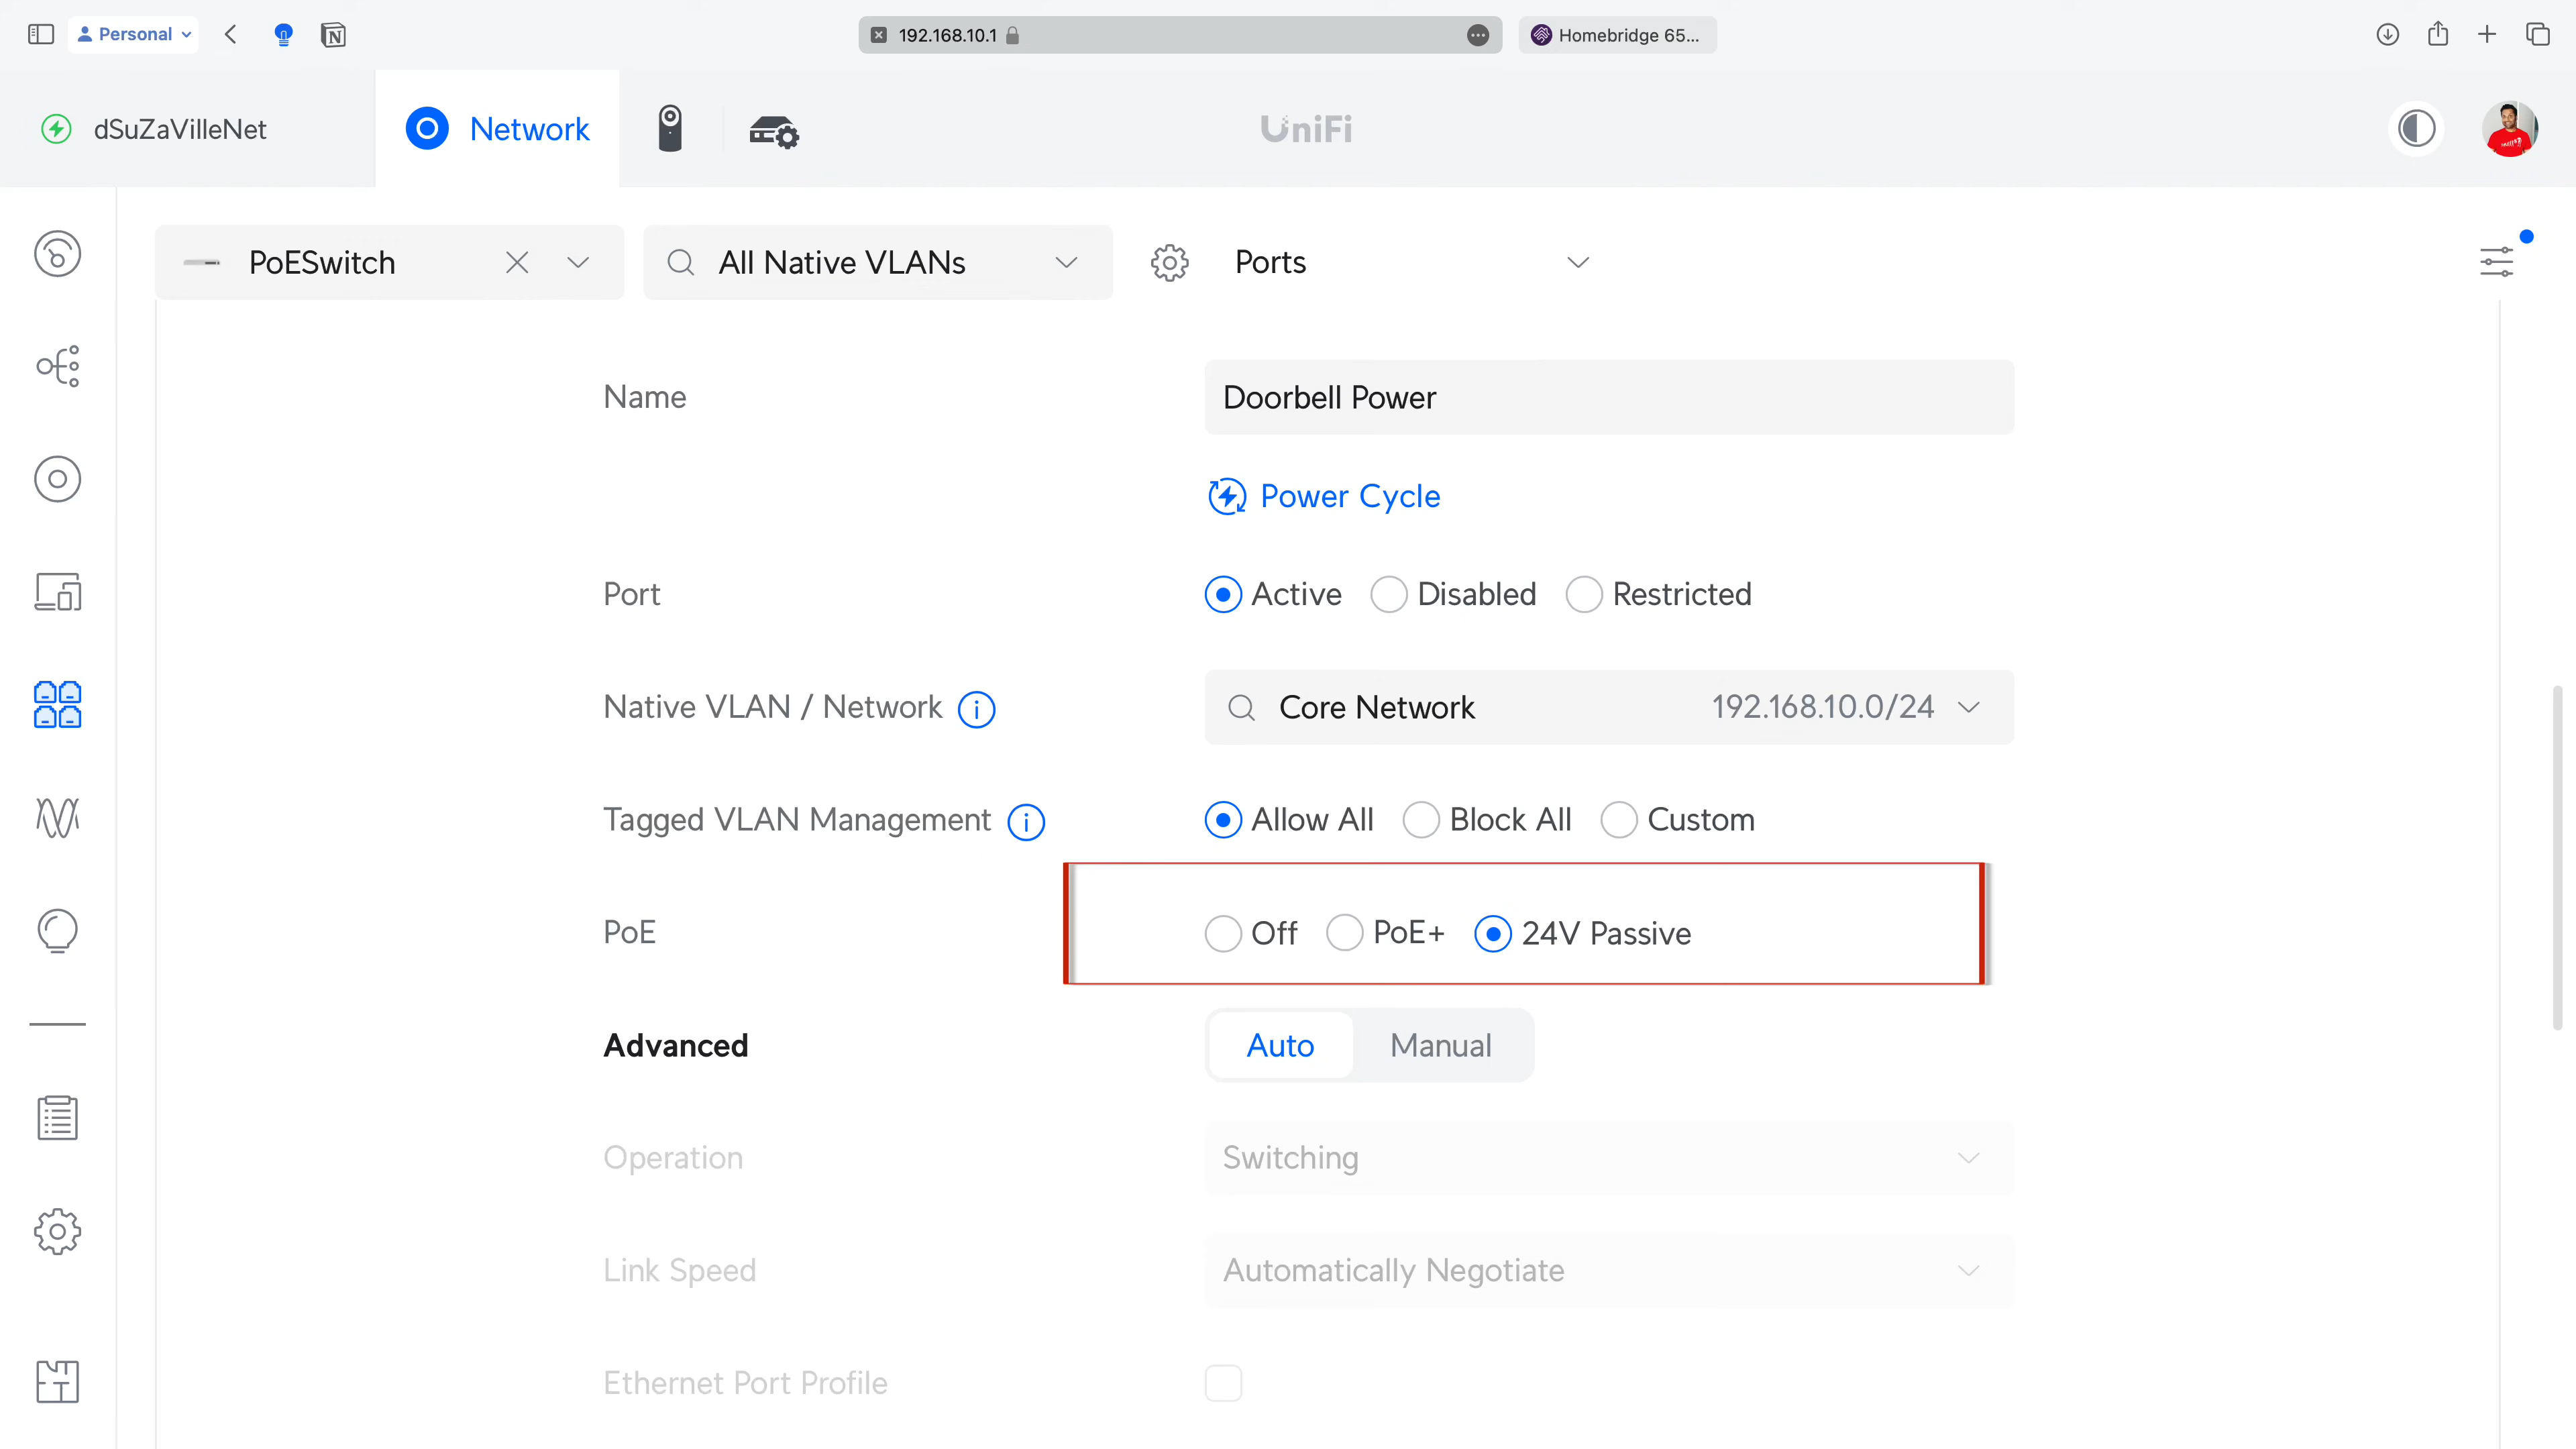 Personal
192.168.10.1
Homebridge 65...
dSuZaVilleNet
Network
UniFi
PoESwitch
All Native VLANs
Ports
Name
Doorbell Power
Power Cycle
Port
Active
Disabled
Restricted
Native VLAN / Network
Core Network
192.168.10.0/24
Tagged VLAN Management
Allow All
Block All
Custom
PoE
Off
PoE+
24V Passive
Advanced
Auto
Manual
Operation
Switching
Link Speed
Automatically Negotiate
Ethernet Port Profile